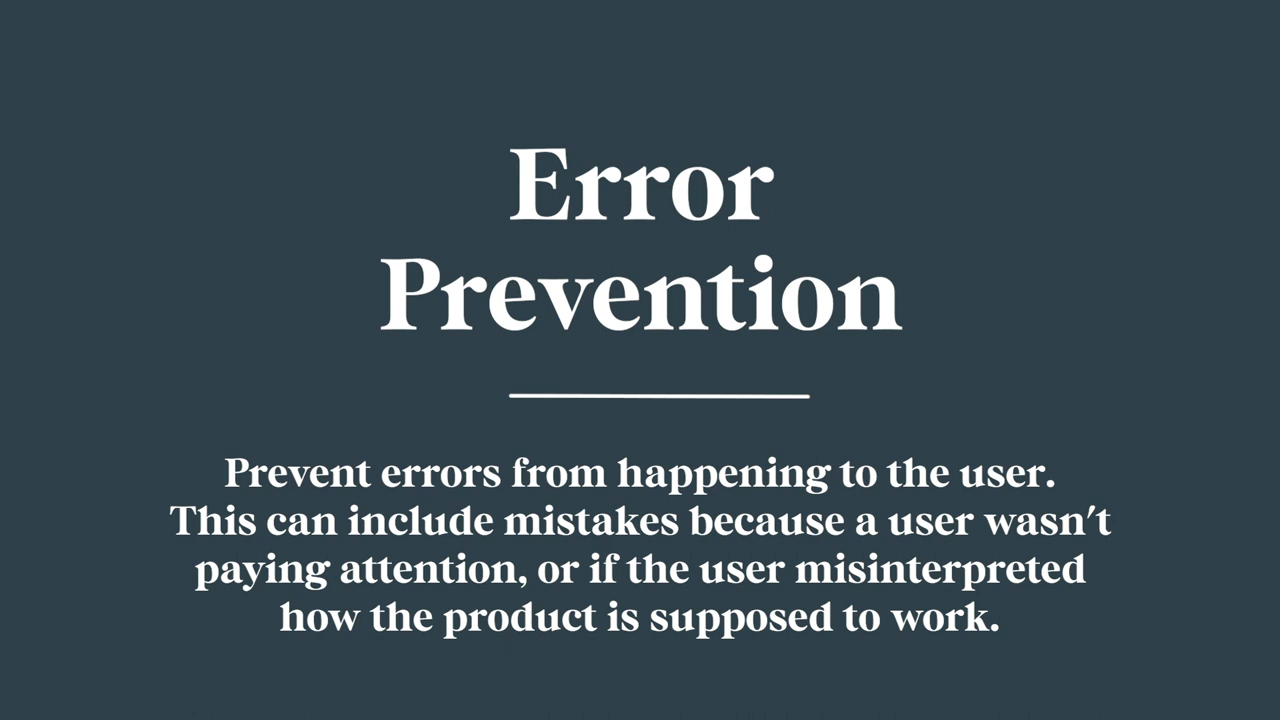 Error
Prevention
Prevent errors from happening to the user.
This can include mistakes because a user wasn't
paying attention, or if the user misinterpreted
how the product is supposed to work.